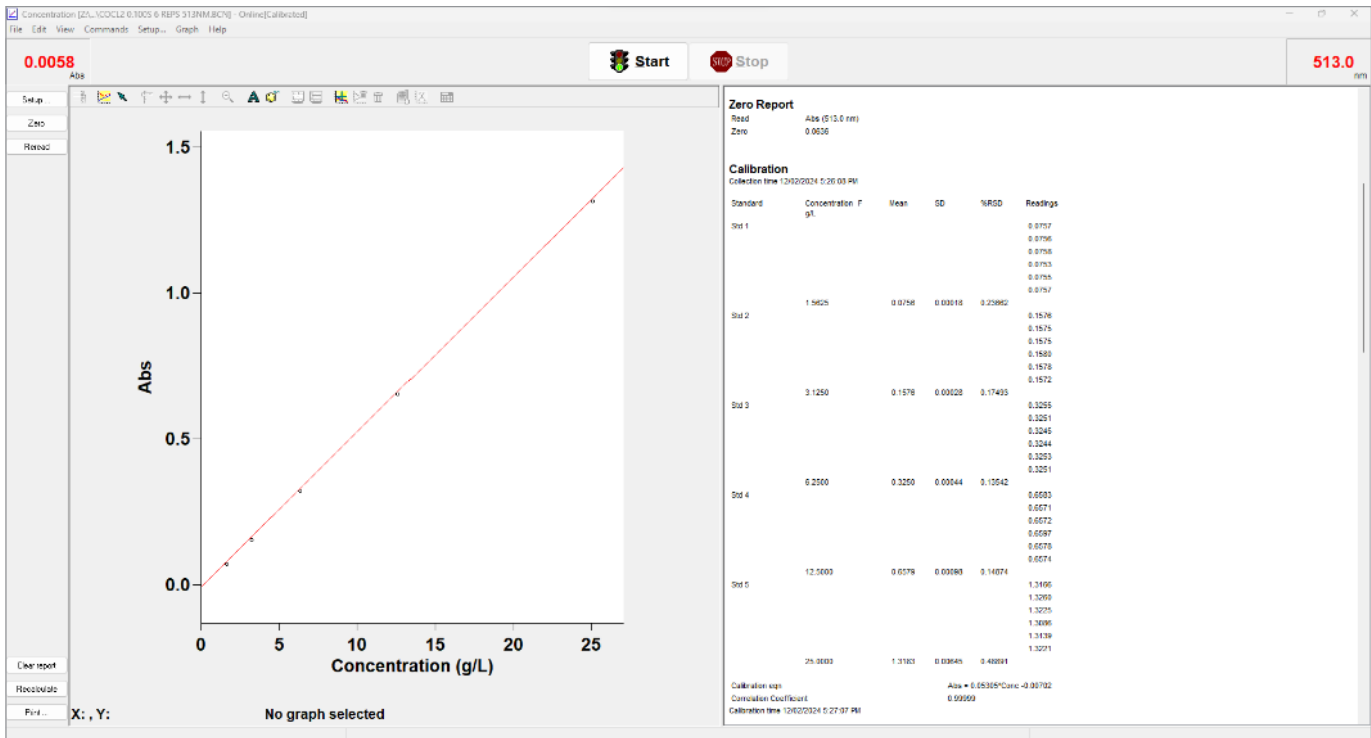 Concentration [Z:\...\COCL2 0.100S 6 REPS 513NM.BCN] - Online[Calibrated]
File Edit View Commands Setup... Graph Help
0.0058
Abs
Start
STOP Stop
513.0
nm
Setup...
Zero
Reread
Clear report
Recalculate
Print...
1.5
1.0
0.5
0.0
Abs
0 5 10 15 20 25
Concentration (g/L)
X: , Y: No graph selected
Zero Report
Read Abs (513.0 nm)
Zero 0.0636
Calibration
Collection time 12/02/2024 5:26:08 PM
Standard Concentration F Mean SD %RSD Readings
g/L
Std 1 0.0757
0.0756
0.0758
0.0753
0.0755
0.0757
1.5625 0.0756 0.00018 0.23662
Std 2 0.1576
0.1575
0.1575
0.1580
0.1578
0.1572
3.1250 0.1576 0.00028 0.17493
Std 3 0.3255
0.3251
0.3245
0.3244
0.3253
0.3251
6.2500 0.3250 0.00044 0.13542
Std 4 0.6583
0.6571
0.6572
0.6597
0.6578
0.6574
12.5000 0.6579 0.00098 0.14874
Std 5 1.3166
1.3260
1.3225
1.3086
1.3139
1.3221
25.0000 1.3183 0.00645
Calibration eqn Abs = 0.05305*Conc -0.00702
Correlation Coefficient 0.99999
Calibration time 12/02/2024 5:27:07 PM